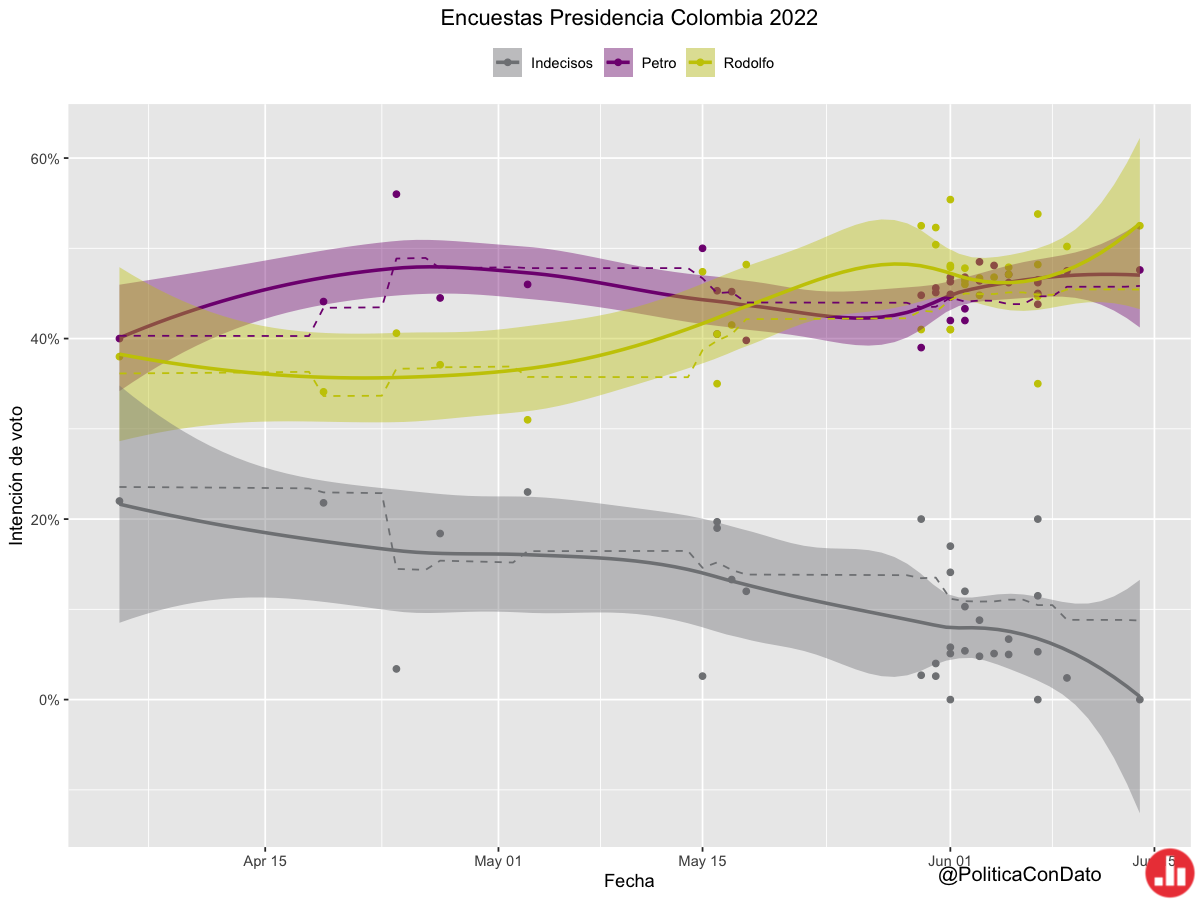 Encuestas Presidencia Colombia 2022
Indecisos Petro Rodolfo
Intención de voto
60%
40%
20%
0%
Apr 15 May 01 May 15 Jun 01
Fecha
@PoliticaConDato